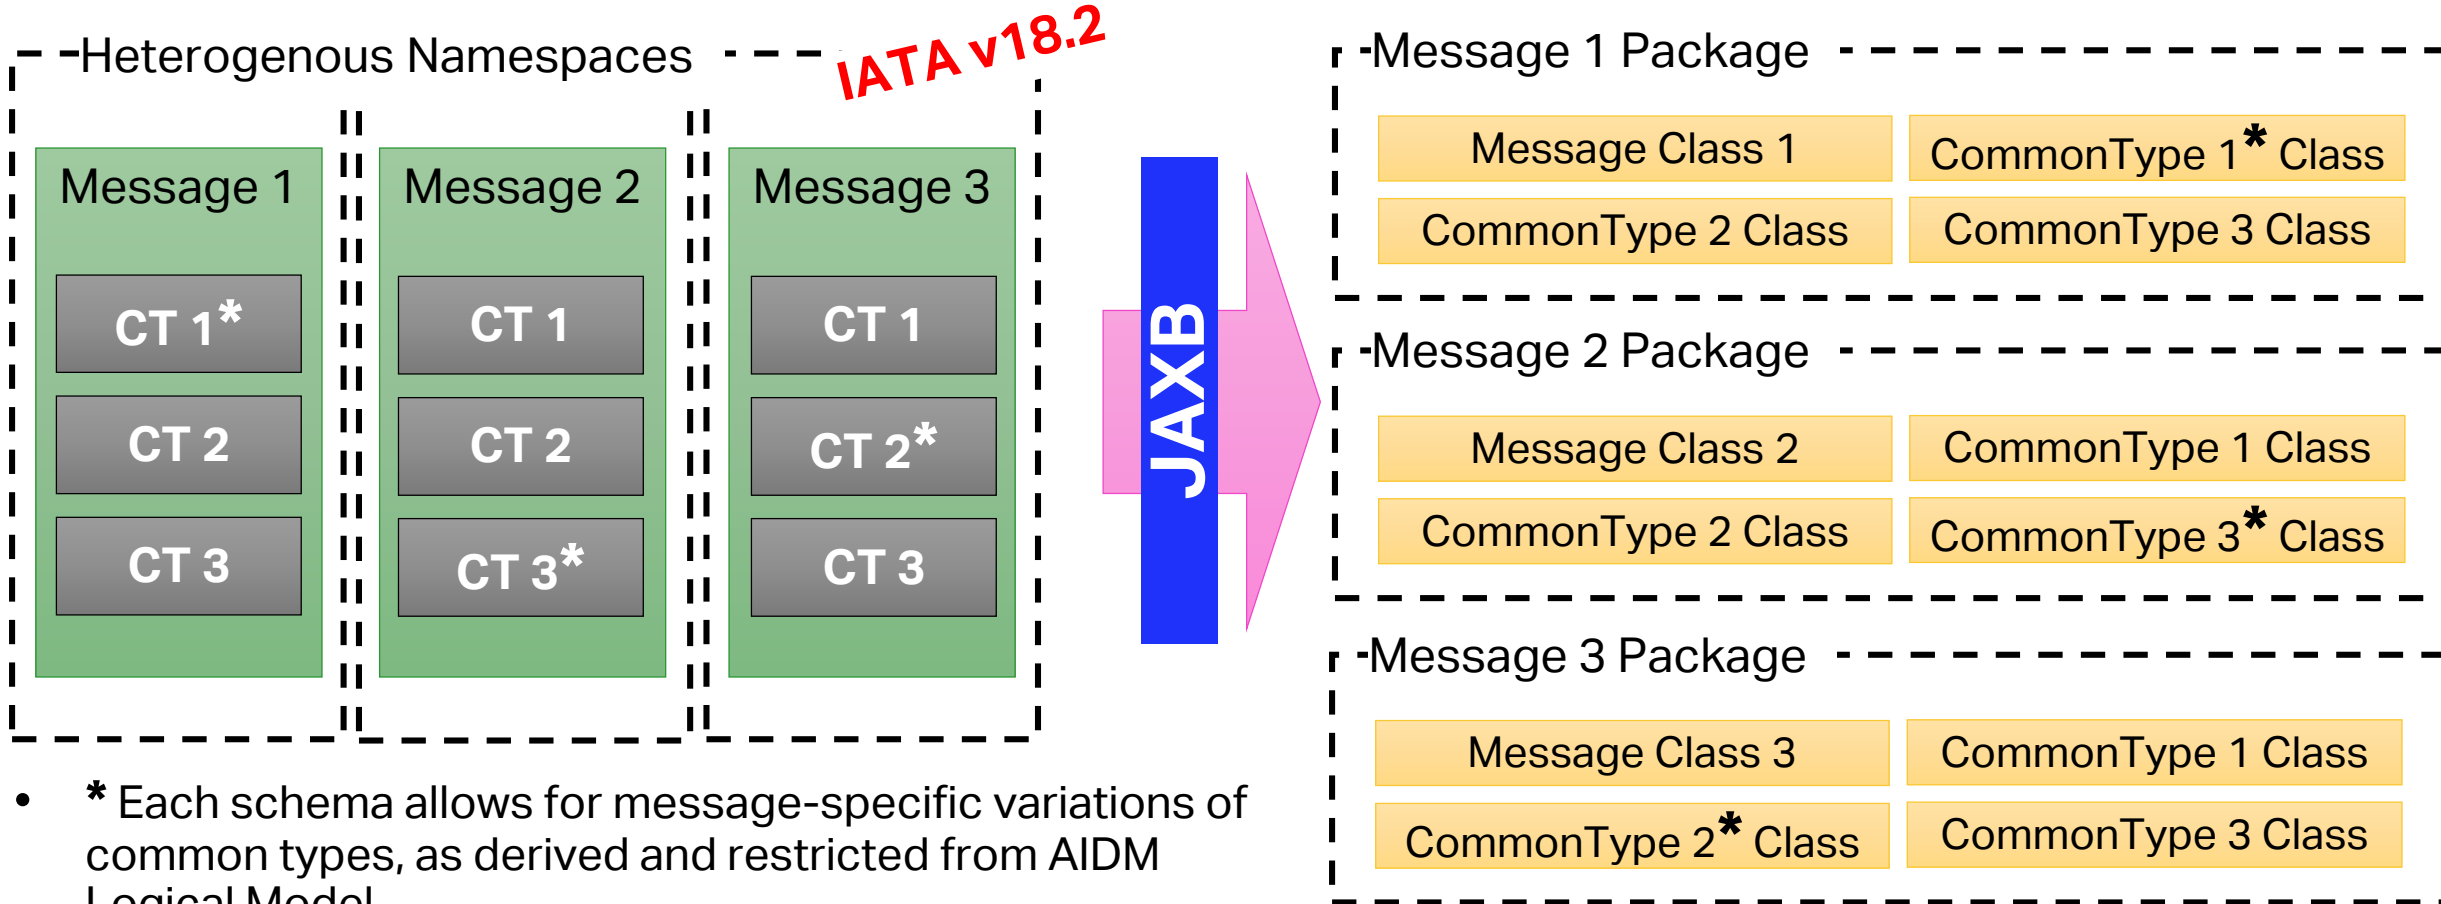 Heterogenous Namespaces
IATA v18.2
Message 1
CT 1*
CT 2
CT 3
Message 2
CT 1
CT 2
CT 3*
Message 3
CT 1
CT 2*
CT 3
• * Each schema allows for message-specific variations of
common types, as derived and restricted from AIDM
Logical Model
JAXB
Message 1 Package
Message Class 1
CommonType 1* Class
CommonType 2 Class
CommonType 3 Class
Message 2 Package
Message Class 2
CommonType 1 Class
CommonType 2 Class
CommonType 3* Class
Message 3 Package
Message Class 3
CommonType 1 Class
CommonType 2* Class
CommonType 3 Class